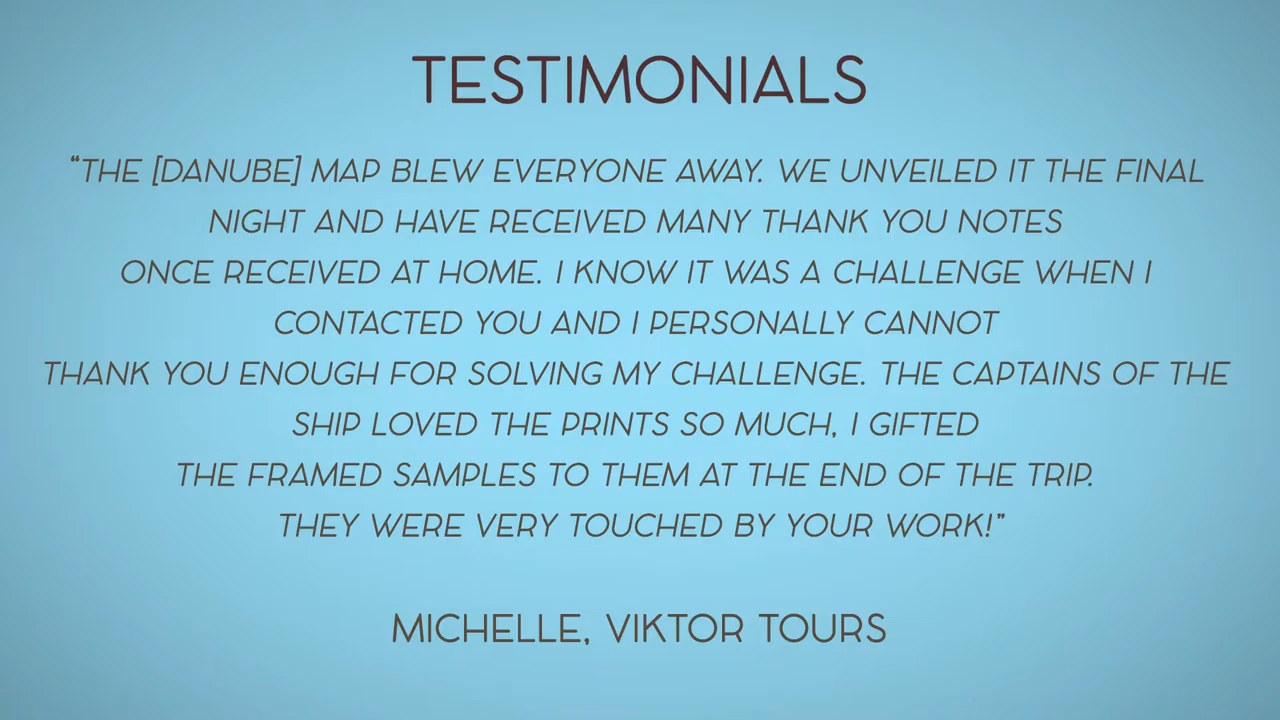 TESTIMONIALS
“THE [DANUBE] MAP BLEW EVERYONE AWAY. WE UNVEILED IT THE FINAL
NIGHT AND HAVE RECEIVED MANY THANK YOU NOTES
ONCE RECEIVED AT HOME. I KNOW IT WAS A CHALLENGE WHEN I
CONTACTED YOU AND I PERSONALLY CANNOT
THANK YOU ENOUGH FOR SOLVING MY CHALLENGE. THE CAPTAINS OF THE
SHIP LOVED THE PRINTS SO MUCH, I GIFTED
THE FRAMED SAMPLES TO THEM AT THE END OF THE TRIP.
THEY WERE VERY TOUCHED BY YOUR WORK!”
MICHELLE, VIKTOR TOURS